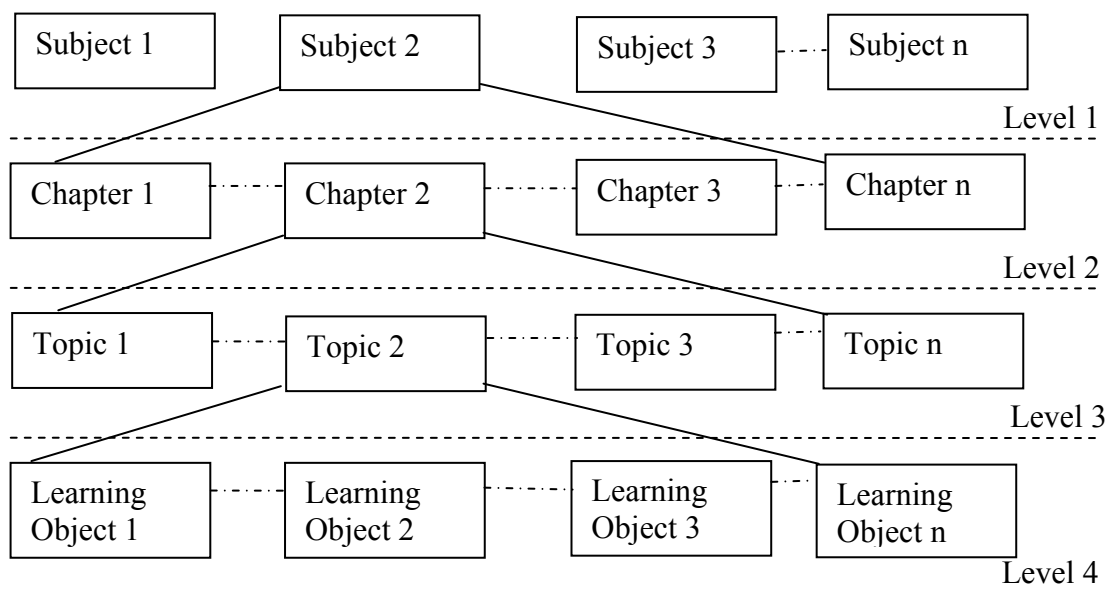 Subject 1
Subject 2
Subject 3
Subject n
Level 1
Chapter 1
Chapter 2
Chapter 3
Chapter n
Level 2
Topic 1
Topic 2
Topic 3
Topic n
Level 3
Learning
Object 1
Learning
Object 2
Learning
Object 3
Learning
Object n
Level 4